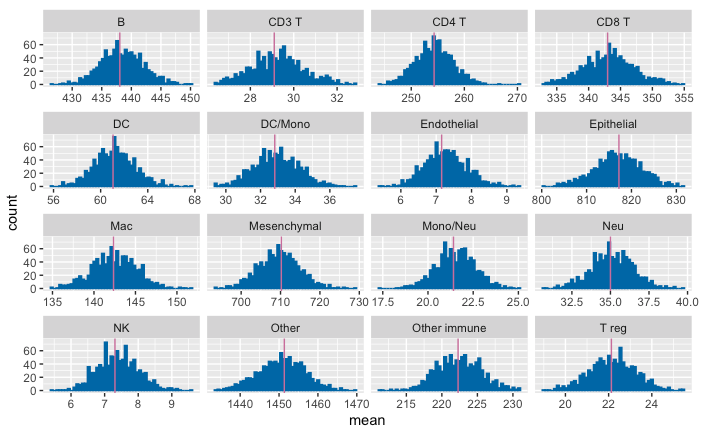 B CD3 T CD4 T CD8 T
60
40
20
0
430 435 440 445 450 28 30 32 250 260 270 335 340 345 350 355
DC DC/Mono Endothelial Epithelial
60
40
20
0
56 60 64 68 30 32 34 36 6 7 8 9 800 810 820 830
Mac Mesenchymal Mono/Neu Neu
60
40
20
0
135 140 145 150 700 710 720 730 17.5 20.0 22.5 25.0 32.5 35.0 37.5 40.0
NK Other Other immune T reg
60
40
20
0
6 7 8 9 1440 1450 1460 1470 215 220 225 230 20 22 24
count
mean